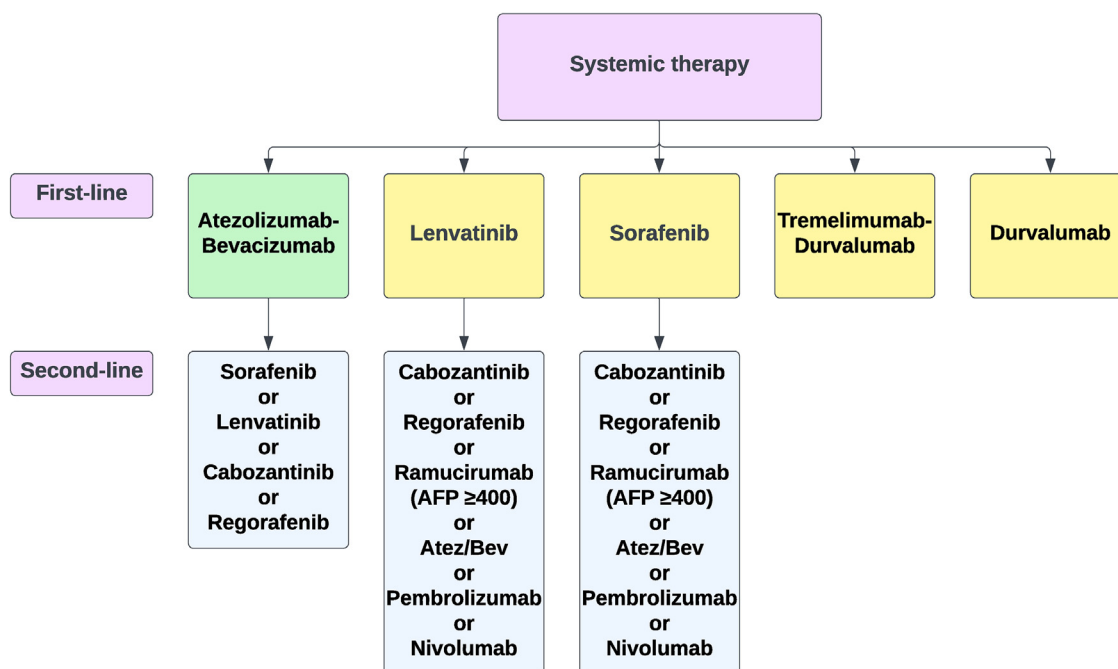 Systemic therapy
First-line
Atezolizumab-
Bevacizumab
Lenvatinib
Sorafenib
Tremelimumab-
Durvalumab
Durvalumab
Second-line
Sorafenib
or
Lenvatinib
or
Cabozantinib
or
Regorafenib
Cabozantinib
or
Regorafenib
or
Ramucirumab
(AFP ≥400)
or
Atez/Bev
or
Pembrolizumab
or
Nivolumab
Cabozantinib
or
Regorafenib
or
Ramucirumab
(AFP ≥400)
or
Atez/Bev
or
Pembrolizumab
or
Nivolumab